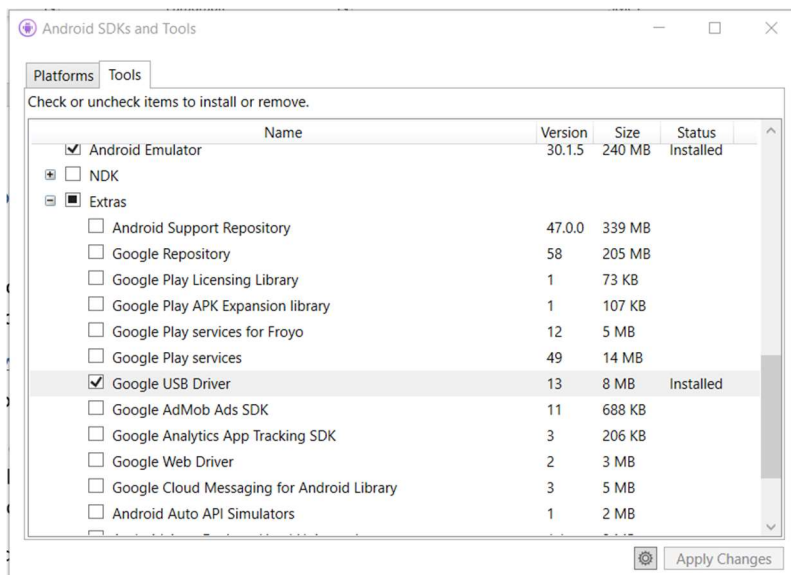 Android SDKs and Tools
Platforms Tools
Check or uncheck items to install or remove.
Name Version Size Status
Android Emulator 30.1.5 240 MB Installed
NDK
Extras
Android Support Repository 47.0.0 339 MB
Google Repository 58 205 MB
Google Play Licensing Library 1 73 KB
Google Play APK Expansion library 1 107 KB
Google Play services for Froyo 12 5 MB
Google Play services 49 14 MB
Google USB Driver 13 8 MB Installed
Google AdMob Ads SDK 11 688 KB
Google Analytics App Tracking SDK 3 206 KB
Google Web Driver 2 3 MB
Google Cloud Messaging for Android Library 3 5 MB
Android Auto API Simulators 1 2 MB
Apply Changes